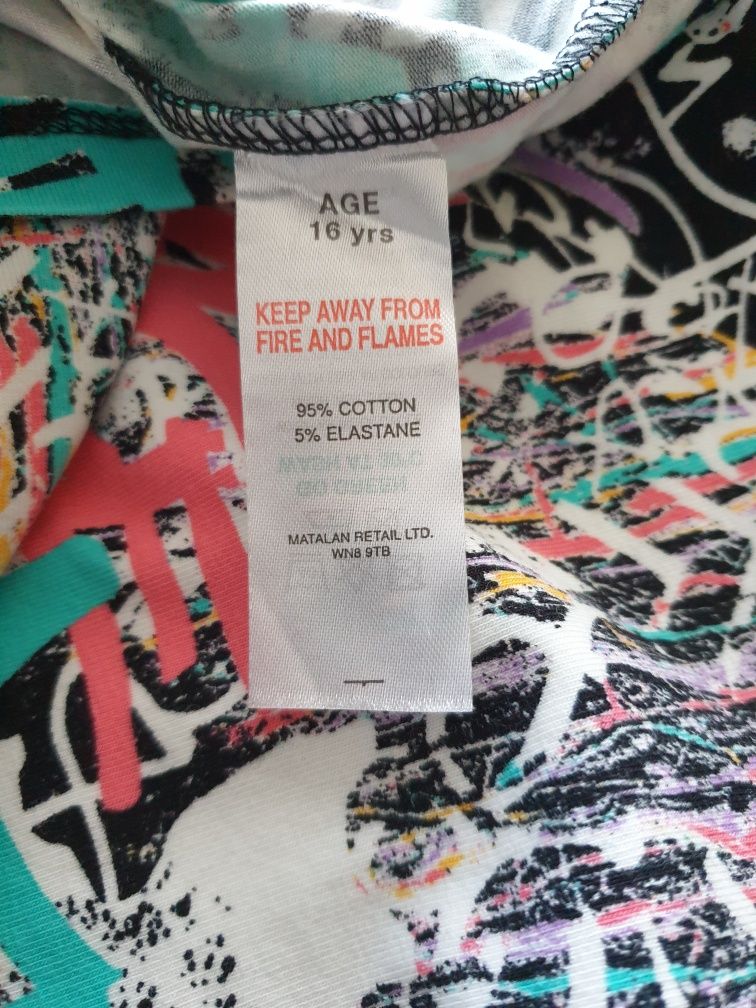 AGE
16 yrs
KEEP AWAY FROM
FIRE AND FLAMES
95% COTTON
5% ELASTANE
MATALAN RETAIL LTD.
WN8 9TB